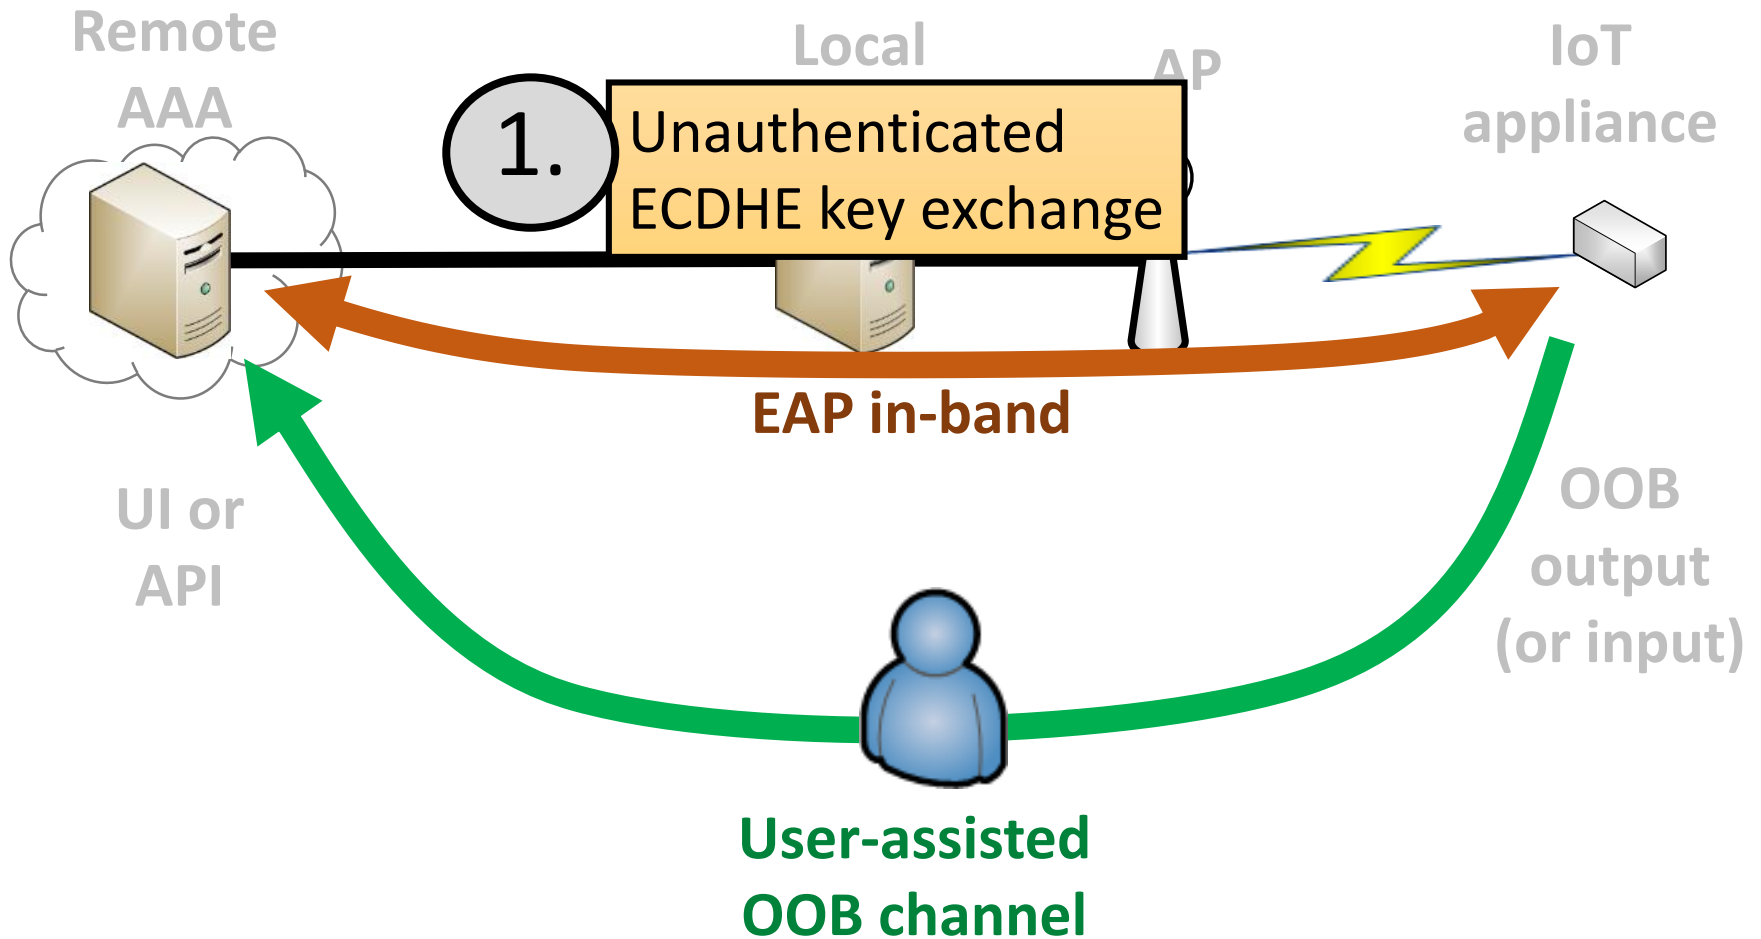 Remote
AAA
Local
AP
IoT
appliance
1.
Unauthenticated
ECDHE key exchange
EAP in-band
UI or
API
OOB
output
(or input)
User-assisted
OOB channel